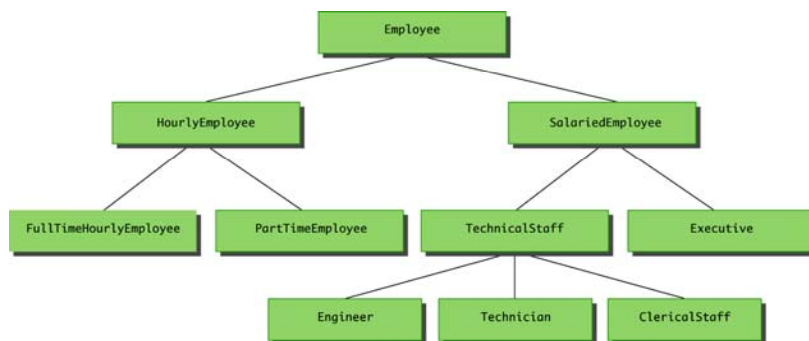 Employee
HourlyEmployee
SalariedEmployee
FullTimeHourlyEmployee
PartTimeEmployee
TechnicalStaff
Executive
Engineer
Technician
ClericalStaff